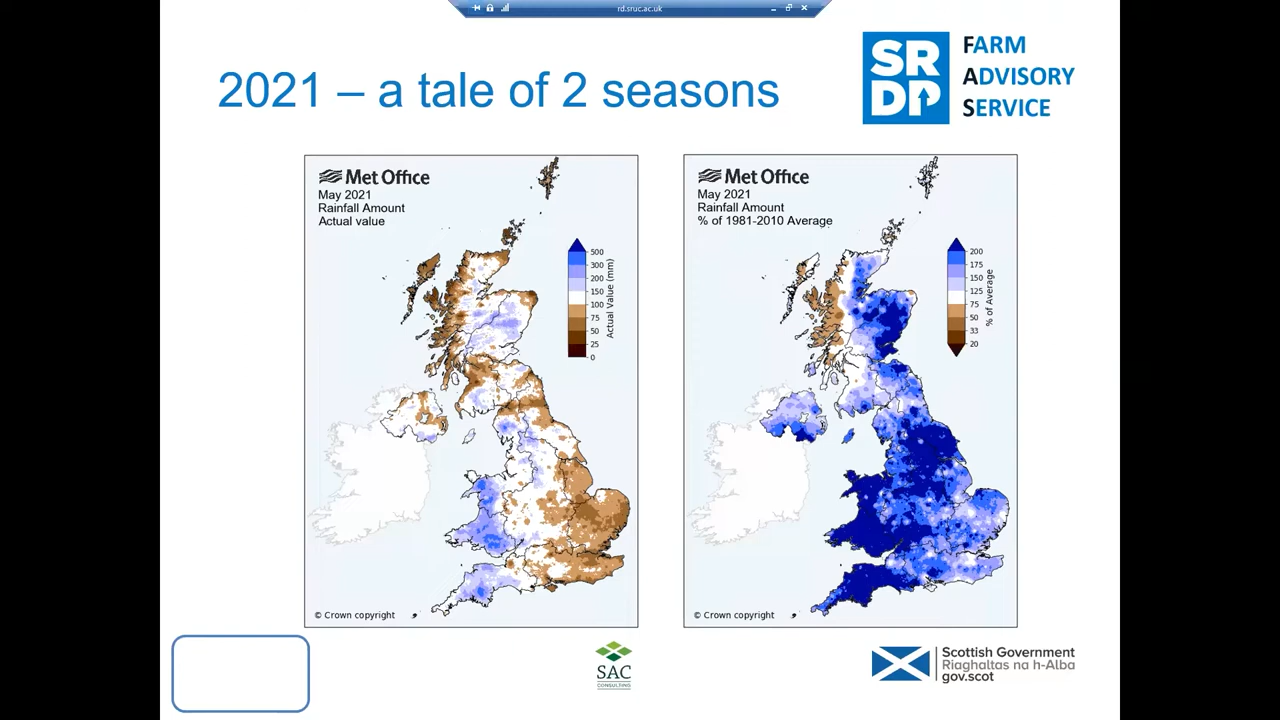 rd.sruc.ac.uk
2021 – a tale of 2 seasons
SR
DP
FARM
ADVISORY
SERVICE
Met Office
May 2021
Rainfall Amount
Actual value
500
300
200
150
100
75
50
25
0
Actual Value (mm)
© Crown copyright
Met Office
May 2021
Rainfall Amount
% of 1981-2010 Average
200
175
150
125
75
50
33
20
% of Average
© Crown copyright
SAC
CONSULTING
Scottish Government
Riaghaltas na h-Alba
gov.scot